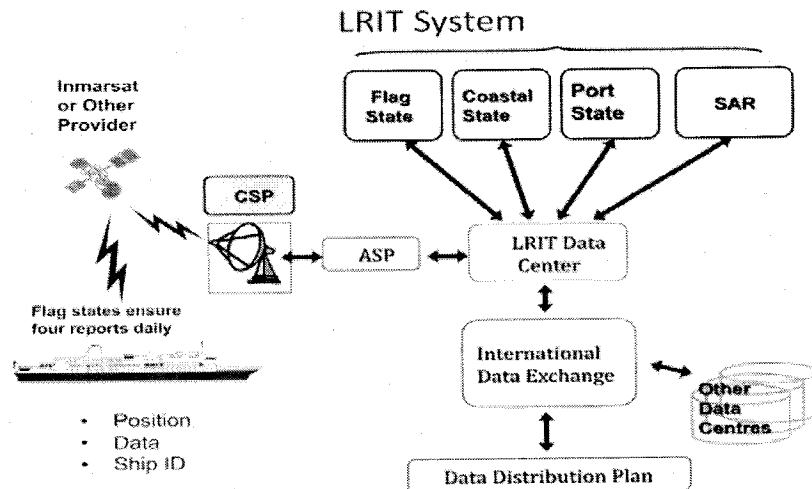 LRIT System
Inmarsat
or Other
Provider
Flag
State
Coastal
State
Port
State
SAR
CSP
ASP
LRIT Data
Center
Flag states ensure
four reports daily
International
Data Exchange
Other
Data
Centres
• Position
• Data
• Ship ID
Data Distribution Plan